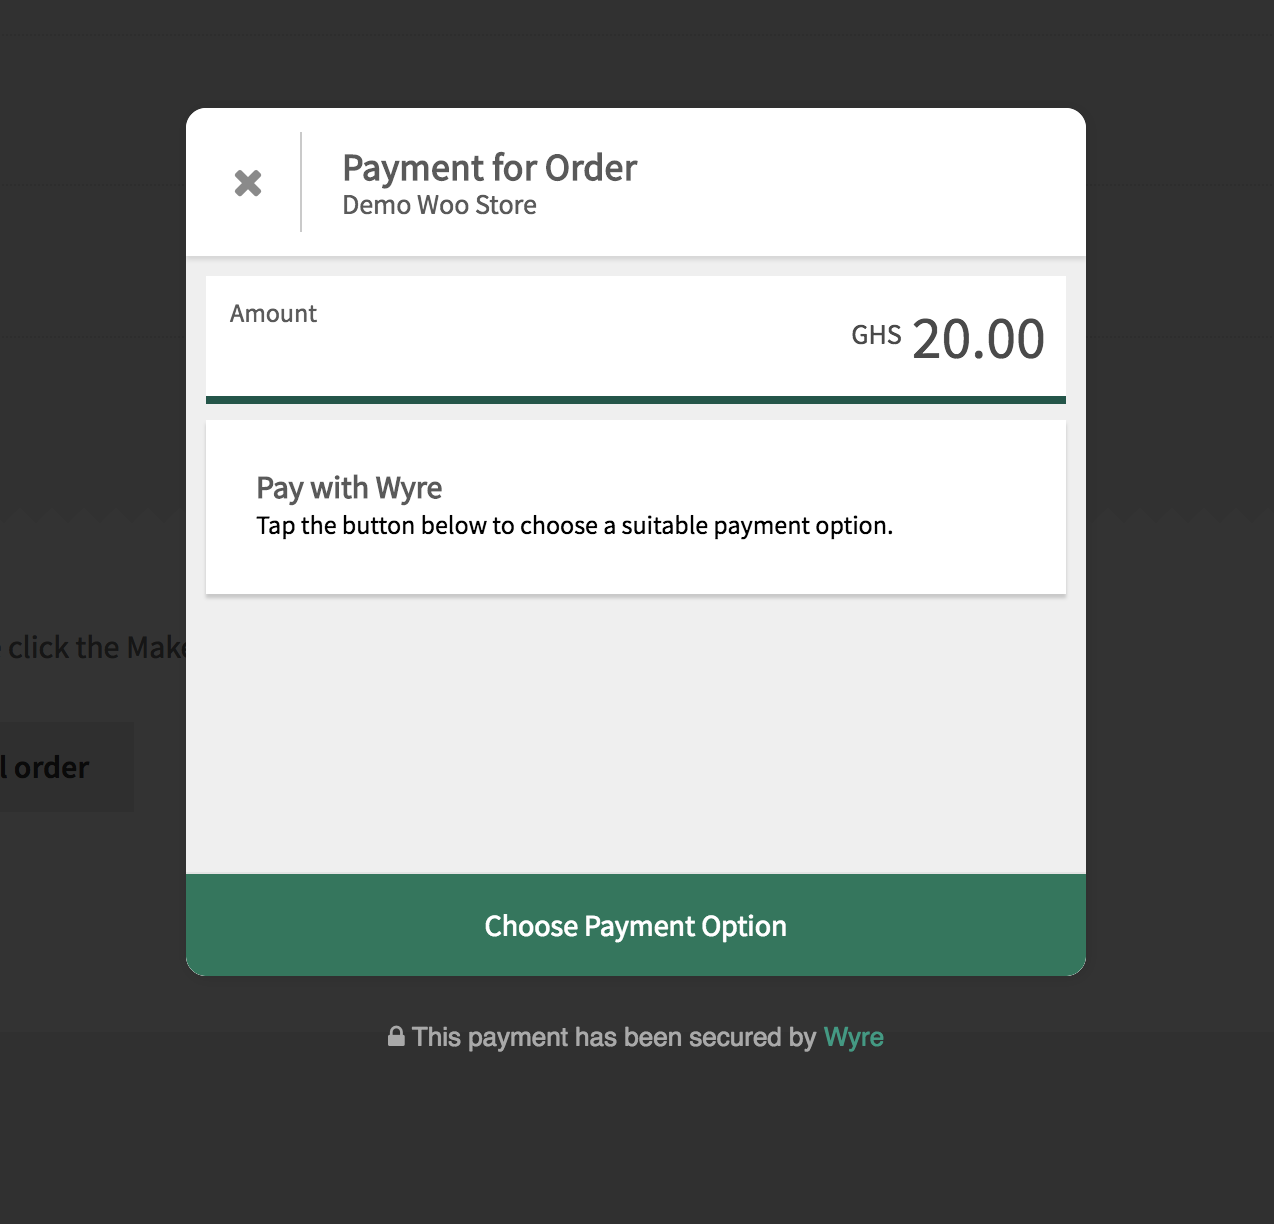 Payment for Order
Demo Woo Store
Amount
GHS 20.00
Pay with Wyre
Tap the button below to choose a suitable payment option.
click the Make
l order
Choose Payment Option
This payment has been secured by Wyre